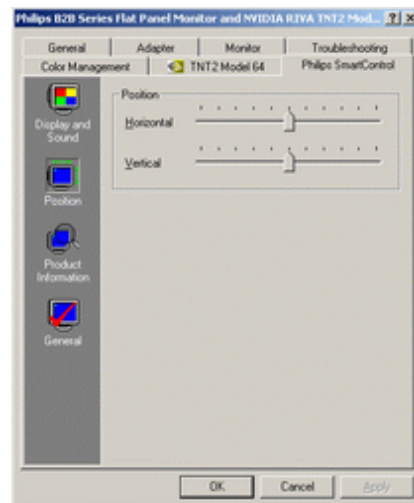 Philips B2B Series Flat Panel Monitor and NVIDIA RIVA TNT2 Mod...
General Adapter Monitor Troubleshooting
Color Management TNT2 Model 64 Philips SmartControl
Position
Horizontal
Vertical
Display and
Sound
Position
Product
Information
General
OK Cancel Apply